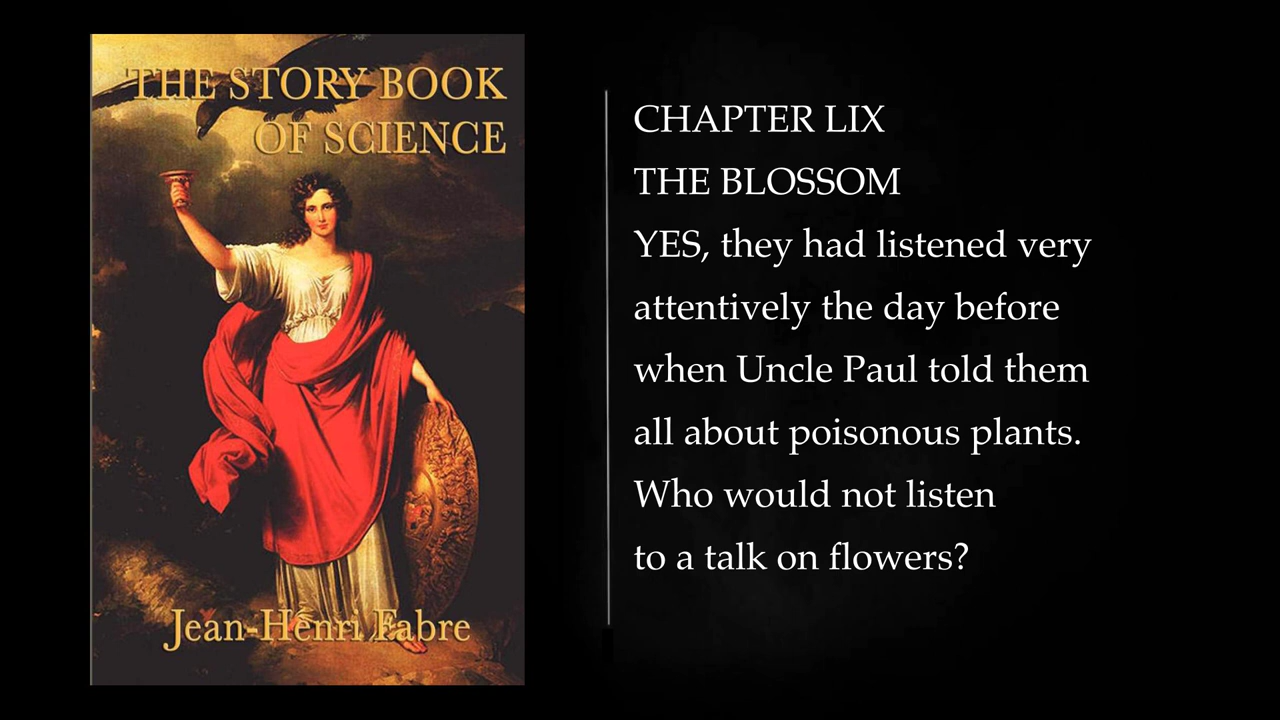 THE STORY BOOK
OF SCIENCE
Jean-Henri Fabre
CHAPTER LIX
THE BLOSSOM
YES, they had listened very
attentively the day before
when Uncle Paul told them
all about poisonous plants.
Who would not listen
to a talk on flowers?